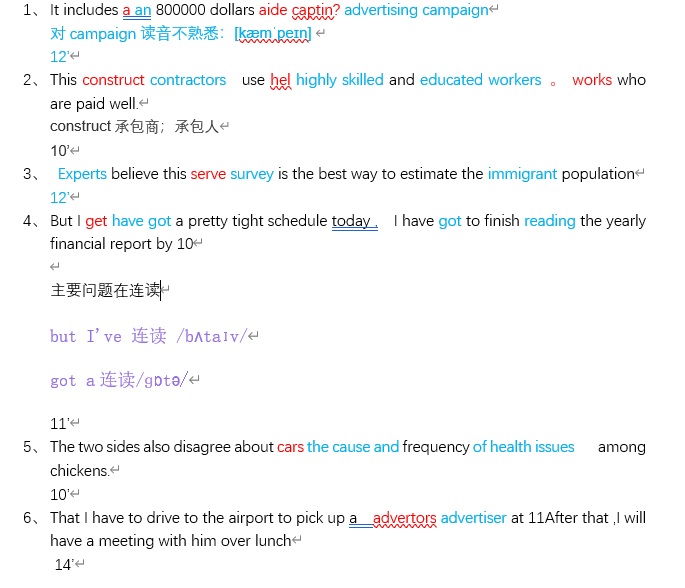 1、 It includes a an 800000 dollars aide captin? advertising campaign
对 campaign 读音不熟悉：[kæmˈpeɪn]
12’
2、 This construct contractors use hel highly skilled and educated workers 。 works who
are paid well.
construct 承包商；承包人
10’
3、 Experts believe this serve survey is the best way to estimate the immigrant population
12’
4、 But I get have got a pretty tight schedule today , I have got to finish reading the yearly
financial report by 10
主要问题在连读
but I've 连读 /bʌtaɪv/
got a 连读/ɡɒtə/
11’
5、 The two sides also disagree about cars the cause and frequency of health issues among
chickens.
10’
6、 That I have to drive to the airport to pick up a advertors advertiser at 11After that ,I will
have a meeting with him over lunch
14’